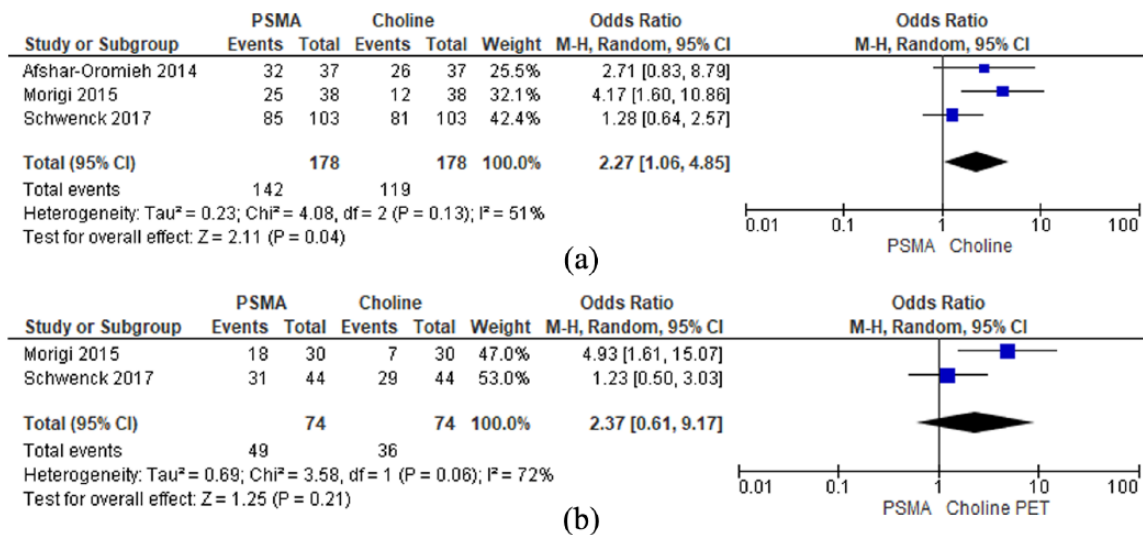 PSMA Choline Odds Ratio Odds Ratio
Study or Subgroup Events Total Events Total Weight M-H, Random, 95% CI M-H, Random, 95% CI
Afshar-Oromieh 2014 32 37 26 37 25.5% 2.71 [0.83, 8.79]
Morigi 2015 25 38 12 38 32.1% 4.17 [1.60, 10.86]
Schwenck 2017 85 103 81 103 42.4% 1.28 [0.64, 2.57]
Total (95% CI) 178 178 100.0% 2.27 [1.06, 4.85]
Total events 142 119
Heterogeneity: Tau² = 0.23; Chi² = 4.08, df = 2 (P = 0.13); I² = 51%
Test for overall effect: Z = 2.11 (P = 0.04)
0.01 0.1 1 10 100
PSMA Choline
(a)
PSMA Choline Odds Ratio Odds Ratio
Study or Subgroup Events Total Events Total Weight M-H, Random, 95% CI M-H, Random, 95% CI
Morigi 2015 18 30 7 30 47.0% 4.93 [1.61, 15.07]
Schwenck 2017 31 44 29 44 53.0% 1.23 [0.50, 3.03]
Total (95% CI) 74 74 100.0% 2.37 [0.61, 9.17]
Total events 49 36
Heterogeneity: Tau² = 0.69; Chi² = 3.58, df = 1 (P = 0.06); I² = 72%
Test for overall effect: Z = 1.25 (P = 0.21)
0.01 0.1 1 10 100
PSMA Choline PET
(b)